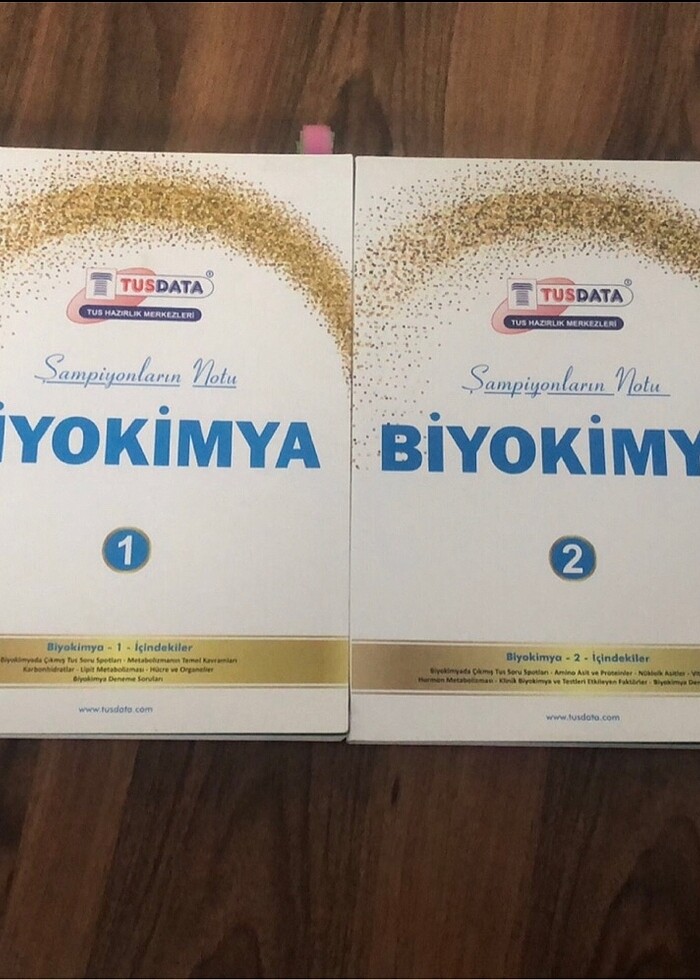 TUSDATA®
TUS HAZIRLIK MERKEZLERİ
Şampiyonların Notu
İYOKİMYA
1
Biyokimya - 1 - İçindekiler
Biyokimyada Çıkmış Tus Soru Spotları - Metabolizmanın Temel Kavramları
Karbonhidratlar - Lipit Metabolizması - Hücre ve Organeller
Biyokimya Deneme Soruları
www.tusdata.com
TUSDATA®
TUS HAZIRLIK MERKEZLERİ
Şampiyonların Notu
BİYOKİMY
2
Biyokimya - 2 - İçindekiler
Biyokimyada Çıkmış Tus Soru Spotları - Amino Asit ve Proteinler - Nükleik Asitler - Vit
Hormon Metabolizması - Klinik Biyokimya ve Testleri Etkileyen Faktörler - Biyokimya De
www.tusdata.com